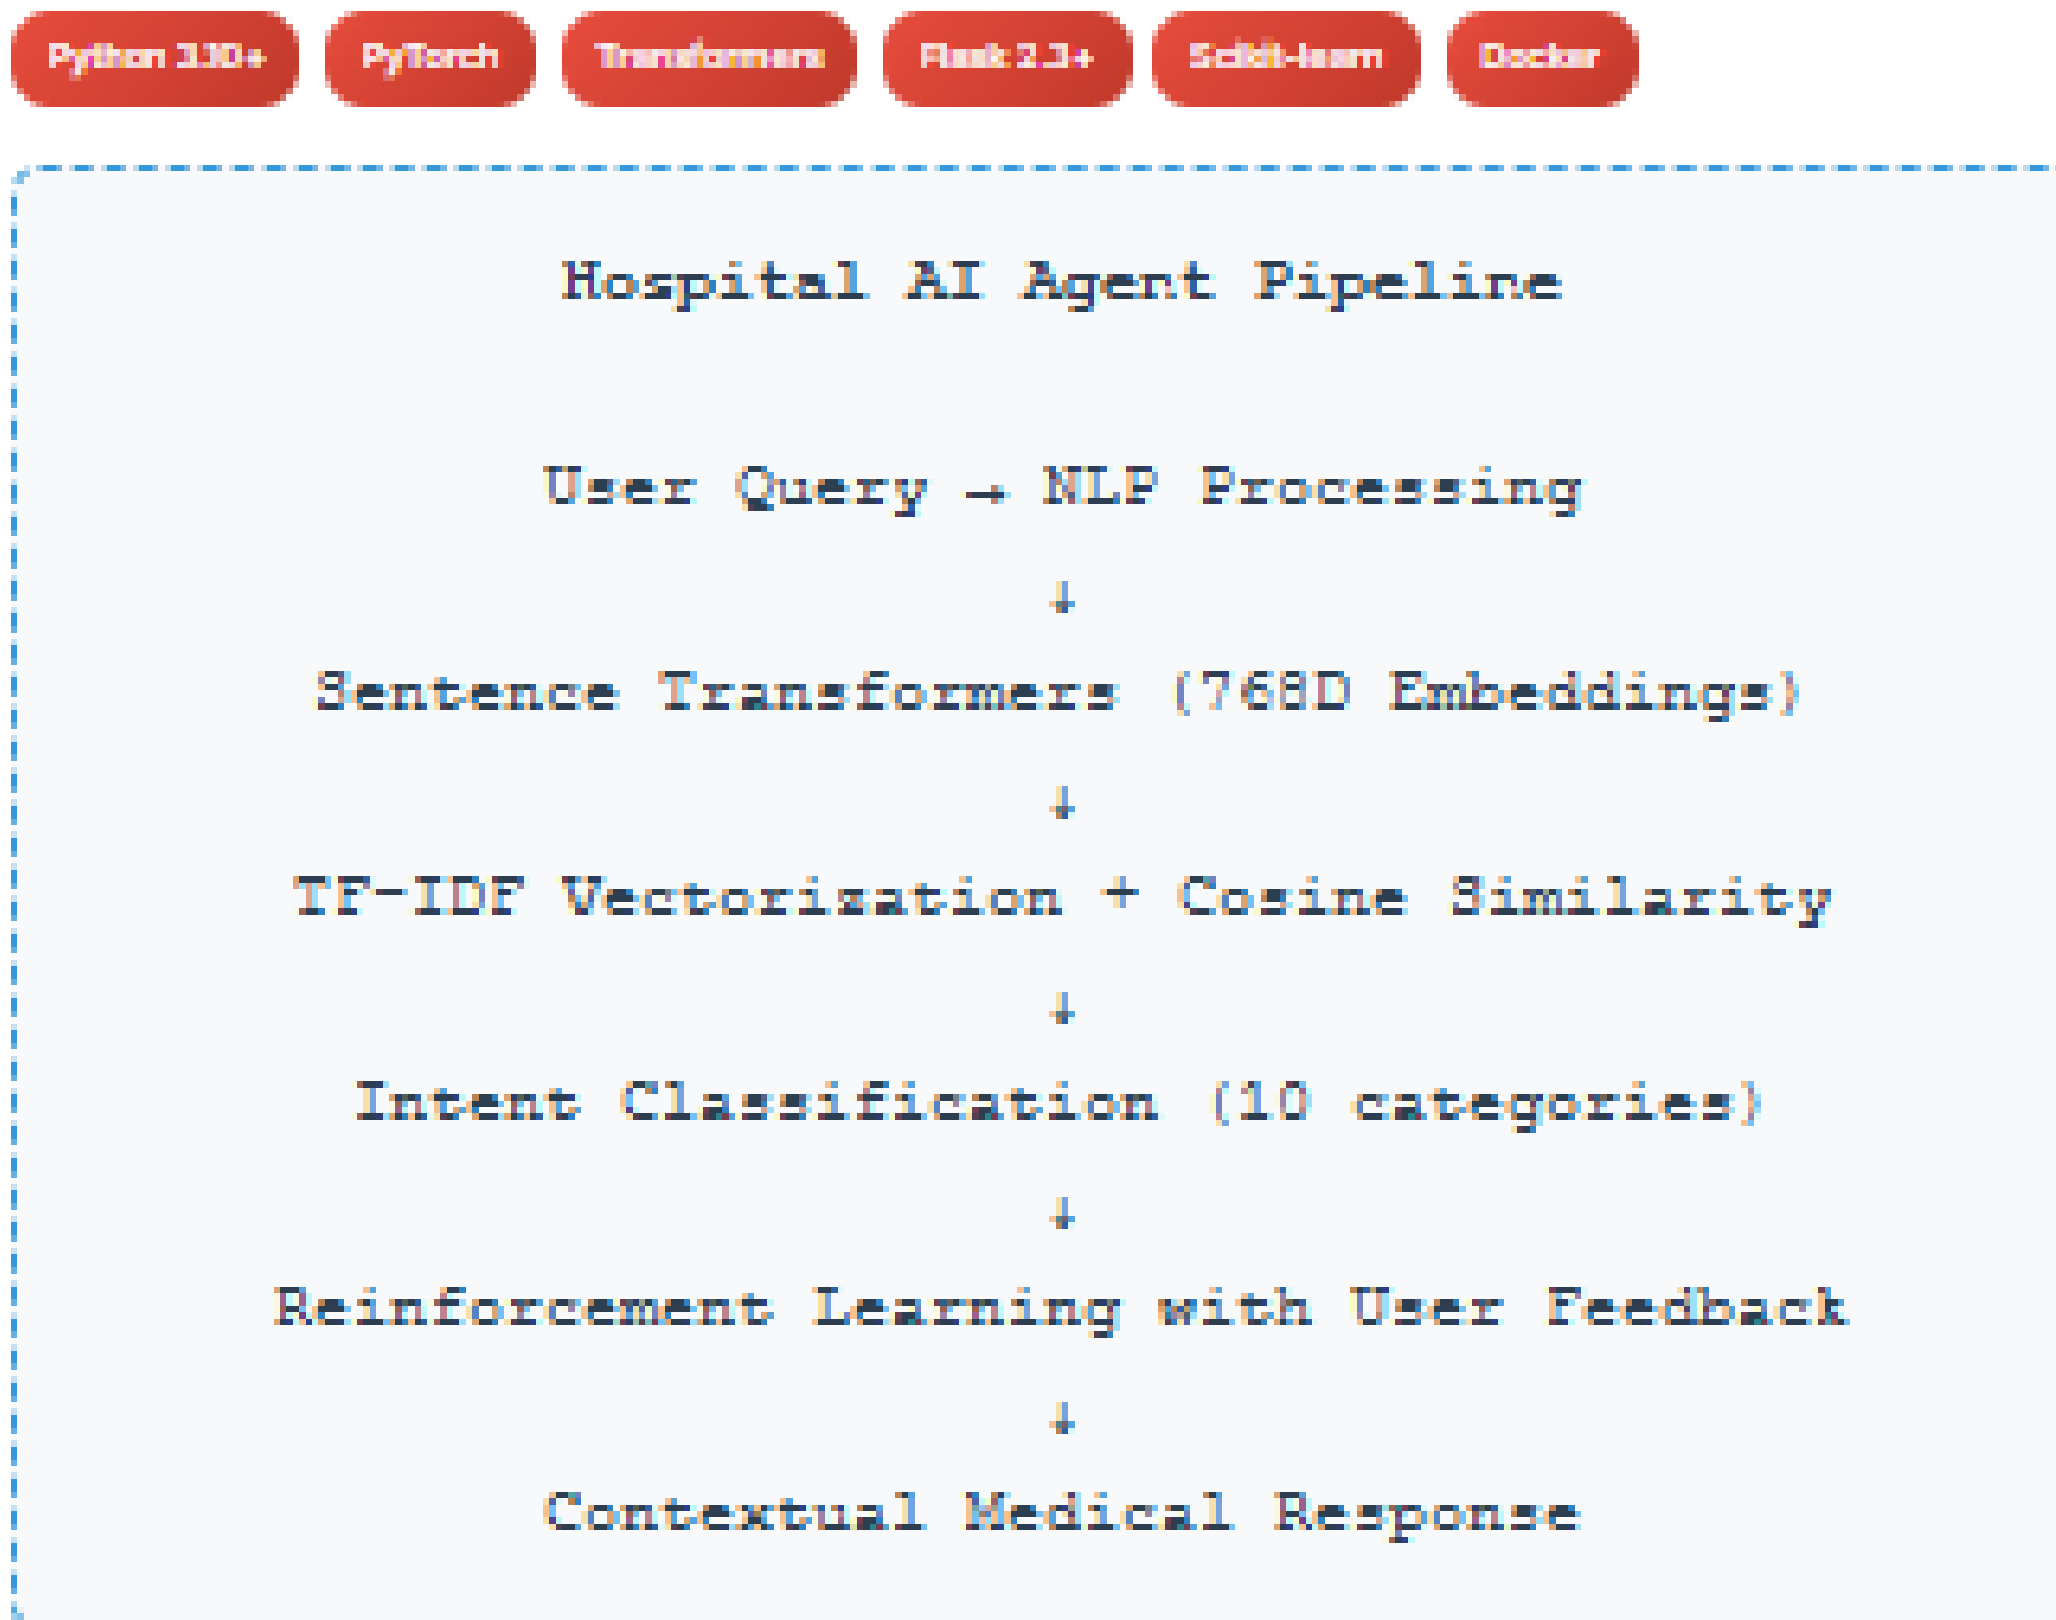 Python 3.10+ PyTorch Transformers Flask 2.3+ Scikit-learn Docker
Hospital AI Agent Pipeline
User Query → NLP Processing
↓
Sentence Transformers (768D Embeddings)
↓
TF-IDF Vectorization + Cosine Similarity
↓
Intent Classification (10 categories)
↓
Reinforcement Learning with User Feedback
↓
Contextual Medical Response